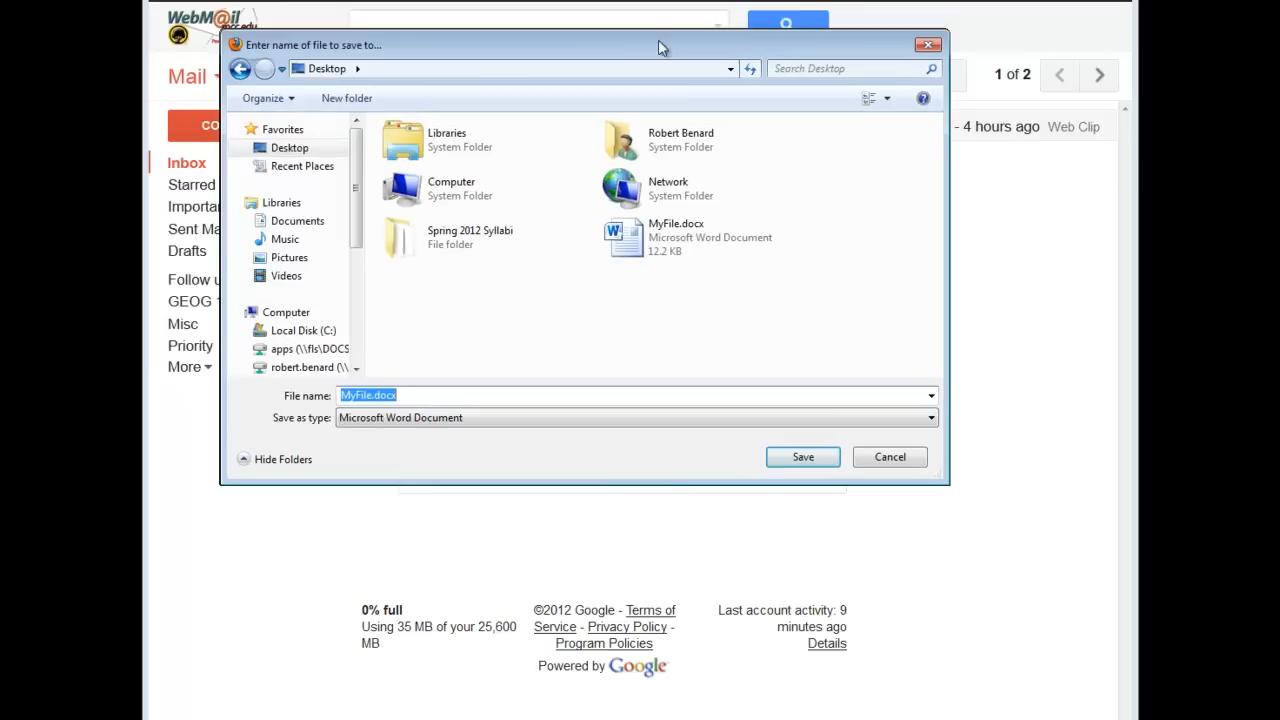 WebM@il
mcc.edu
Enter name of file to save to...
Desktop
Search Desktop
Mail
1 of 2
Organize
New folder
CO
- 4 hours ago Web Clip
Favorites
Desktop
Recent Places
Libraries
Documents
Music
Pictures
Videos
Computer
Local Disk (C:)
apps (\\fls\DOCS
robert.benard (\\
Libraries
System Folder
Robert Benard
System Folder
Computer
System Folder
Network
System Folder
Spring 2012 Syllabi
File folder
MyFile.docx
Microsoft Word Document
12.2 KB
Inbox
Starred
Importa
Sent Ma
Drafts
Follow u
GEOG 1
Misc
Priority
More
File name: MyFile.docx
Save as type: Microsoft Word Document
Hide Folders
Save
Cancel
0% full
Using 35 MB of your 25,600
MB
©2012 Google - Terms of
Service - Privacy Policy -
Program Policies
Powered by Google
Last account activity: 9
minutes ago
Details